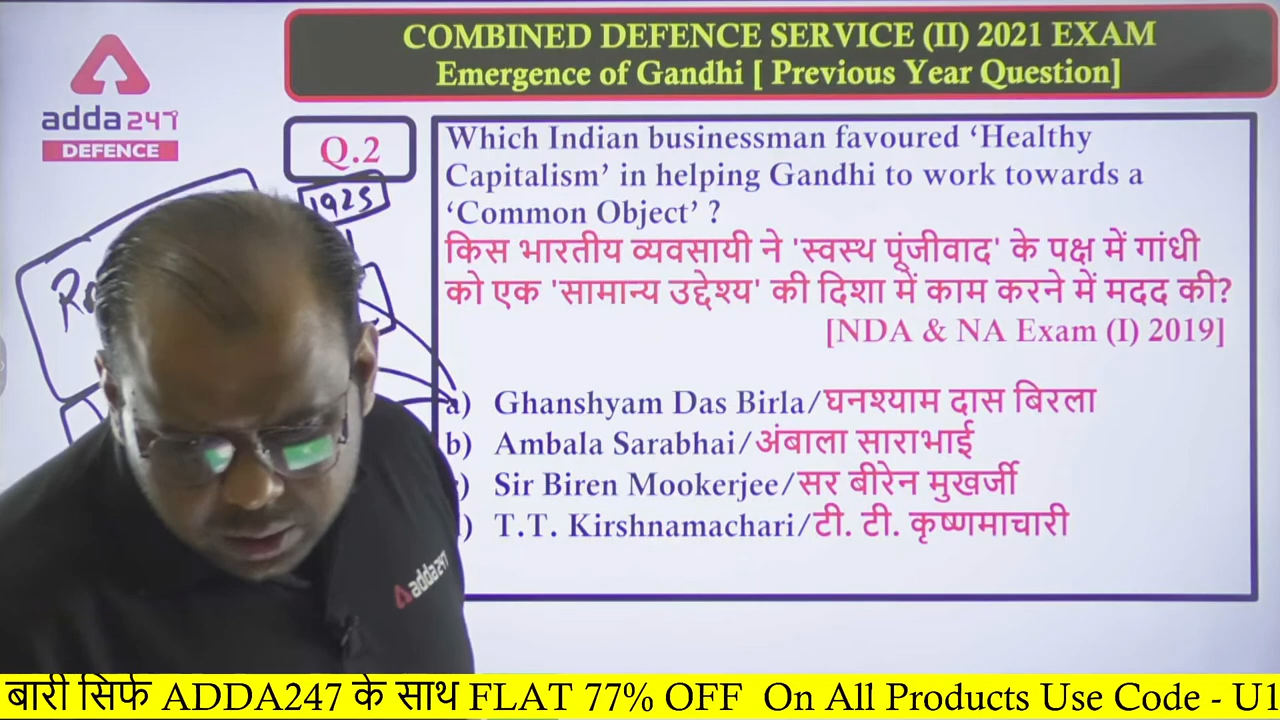 COMBINED DEFENCE SERVICE (II) 2021 EXAM
Emergence of Gandhi [ Previous Year Question]
adda247
DEFENCE
Q.2
1925
Which Indian businessman favoured ‘Healthy
Capitalism’ in helping Gandhi to work towards a
‘Common Object’ ?
किस भारतीय व्यवसायी ने 'स्वस्थ पूंजीवाद' के पक्ष में गांधी
को एक 'सामान्य उद्देश्य' की दिशा में काम करने में मदद की?
[NDA & NA Exam (I) 2019]
a) Ghanshyam Das Birla/घनश्याम दास बिरला
b) Ambala Sarabhai/अंबाला साराभाई
) Sir Biren Mookerjee/सर बीरेन मुखर्जी
) T.T. Kirshnamachari/टी. टी. कृष्णमाचारी
adda247
बारी सिर्फ ADDA247 के साथ FLAT 77% OFF On All Products Use Code - U1